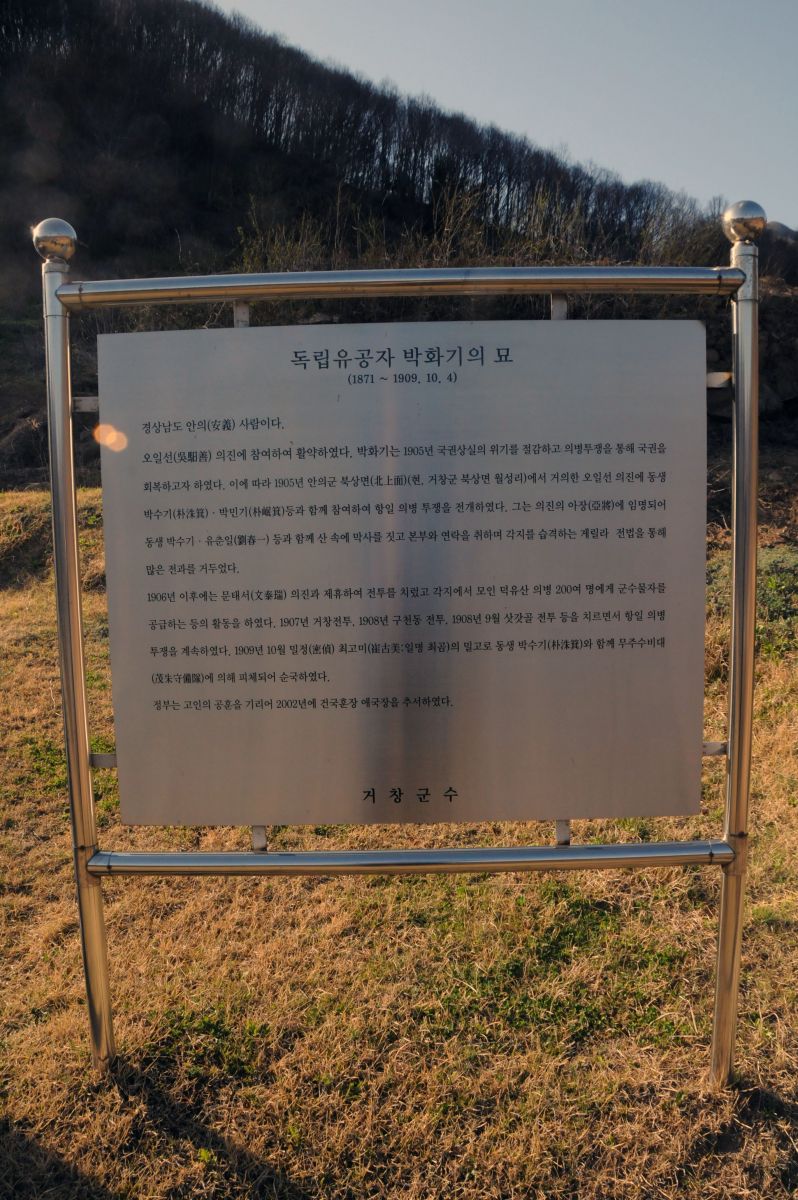 독립유공자 박화기의 묘
(1871 ~ 1909. 10. 4)
경상남도 안의(安義) 사람이다.
오일선(吳馹善) 의진에 참여하여 활약하였다. 박화기는 1905년 국권상실의 위기를 절감하고 의병투쟁을 통해 국권을
회복하고자 하였다. 이에 따라 1905년 안의군 북상면(北上面)(현, 거창군 북상면 월성리)에서 거의한 오일선 의진에 동생
박수기(朴洙箕)·박민기(朴岷箕)등과 함께 참여하여 항일 의병 투쟁을 전개하였다. 그는 의진의 아장(亞將)에 임명되어
동생 박수기·유춘일(劉春一) 등과 함께 산 속에 막사를 짓고 본부와 연락을 취하며 각지를 습격하는 게릴라 전법을 통해
많은 전과를 거두었다.
1906년 이후에는 문태서(文泰瑞) 의진과 제휴하여 전투를 치렀고 각지에서 모인 덕유산 의병 200여 명에게 군수물자를
공급하는 등의 활동을 하였다. 1907년 거창전투, 1908년 구천동 전투, 1908년 9월 삿갓골 전투 등을 치르면서 항일 의병
투쟁을 계속하였다. 1909년 10월 밀정(密偵) 최고미(崔古美:일명 최곰)의 밀고로 동생 박수기(朴洙箕)와 함께 무주수비대
(茂朱守備隊)에 의해 피체되어 순국하였다.
정부는 고인의 공훈을 기리어 2002년에 건국훈장 애국장을 추서하였다.
거 창 군 수